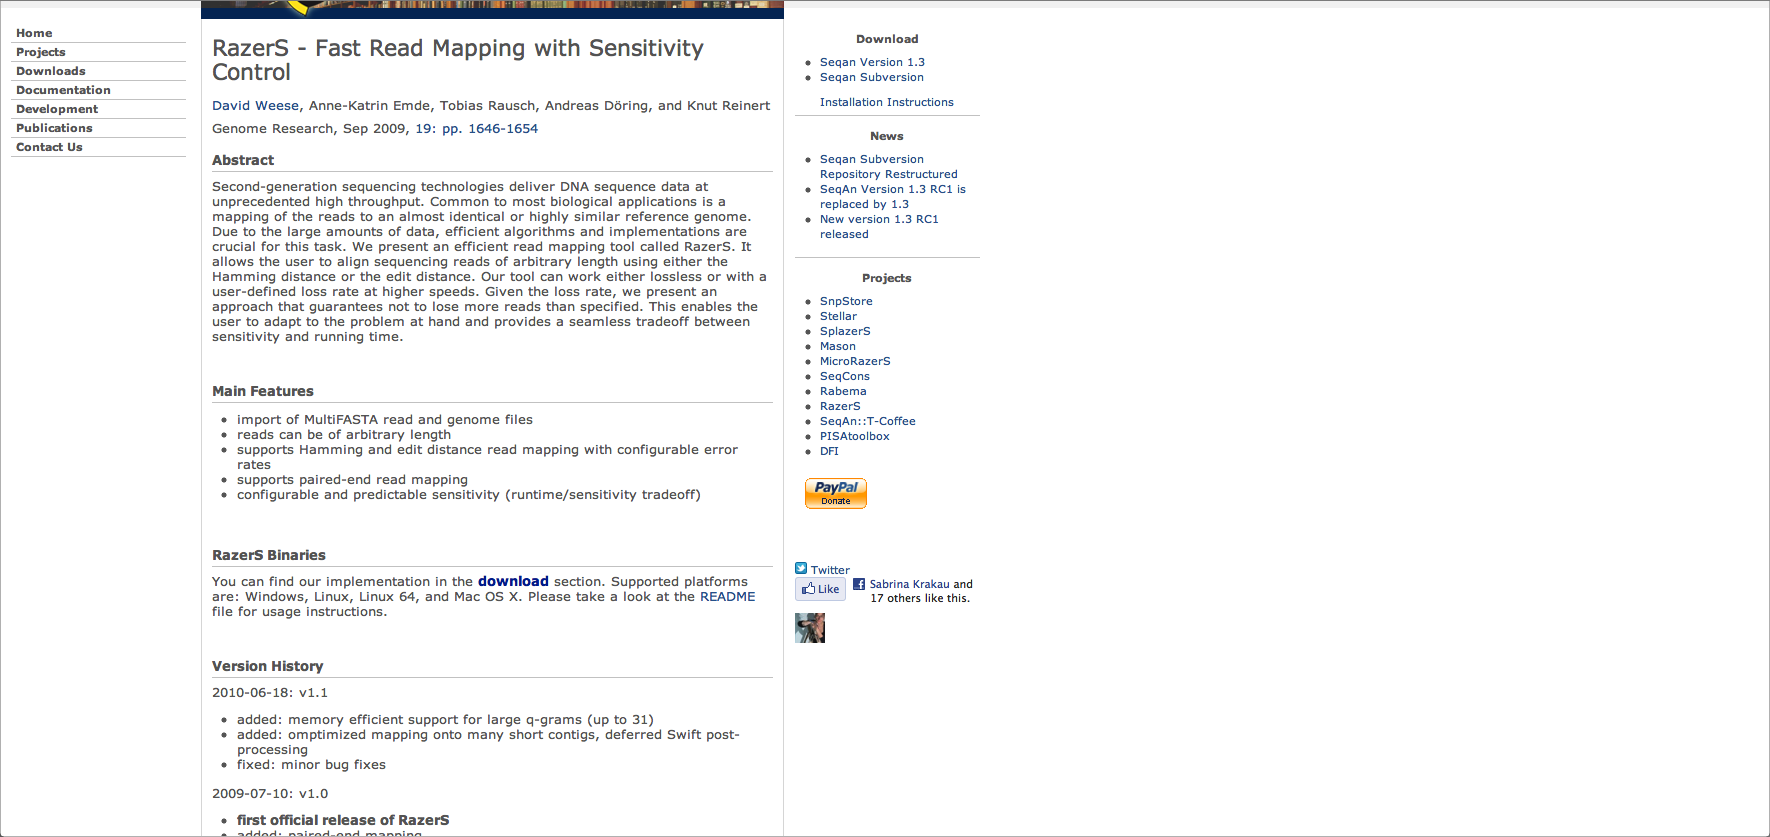 Home
Projects
Downloads
Documentation
Development
Publications
Contact Us
RazerS - Fast Read Mapping with Sensitivity
Control
David Weese, Anne-Katrin Emde, Tobias Rausch, Andreas Döring, and Knut Reinert
Genome Research, Sep 2009, 19: pp. 1646-1654
Abstract
Second-generation sequencing technologies deliver DNA sequence data at
unprecedented high throughput. Common to most biological applications is a
mapping of the reads to an almost identical or highly similar reference genome.
Due to the large amounts of data, efficient algorithms and implementations are
crucial for this task. We present an efficient read mapping tool called RazerS. It
allows the user to align sequencing reads of arbitrary length using either the
Hamming distance or the edit distance. Our tool can work either lossless or with a
user-defined loss rate at higher speeds. Given the loss rate, we present an
approach that guarantees not to lose more reads than specified. This enables the
user to adapt to the problem at hand and provides a seamless tradeoff between
sensitivity and running time.
Main Features
import of MultiFASTA read and genome files
reads can be of arbitrary length
supports Hamming and edit distance read mapping with configurable error
rates
supports paired-end read mapping
configurable and predictable sensitivity (runtime/sensitivity tradeoff)
RazerS Binaries
You can find our implementation in the download section. Supported platforms
are: Windows, Linux, Linux 64, and Mac OS X. Please take a look at the README
file for usage instructions.
Version History
2010-06-18: v1.1
added: memory efficient support for large q-grams (up to 31)
added: omptimized mapping onto many short contigs, deferred Swift post-
processing
fixed: minor bug fixes
2009-07-10: v1.0
first official release of RazerS
added: paired-end mapping
Download
Seqan Version 1.3
Seqan Subversion
Installation Instructions
News
Seqan Subversion
Repository Restructured
SeqAn Version 1.3 RC1 is
replaced by 1.3
New version 1.3 RC1
released
Projects
SnpStore
Stellar
SplazerS
Mason
MicroRazerS
SeqCons
Rabema
RazerS
SeqAn::T-Coffee
PISAtoolbox
DFI
PayPal
Donate
Twitter
Like
Sabrina Krakau and
17 others like this.